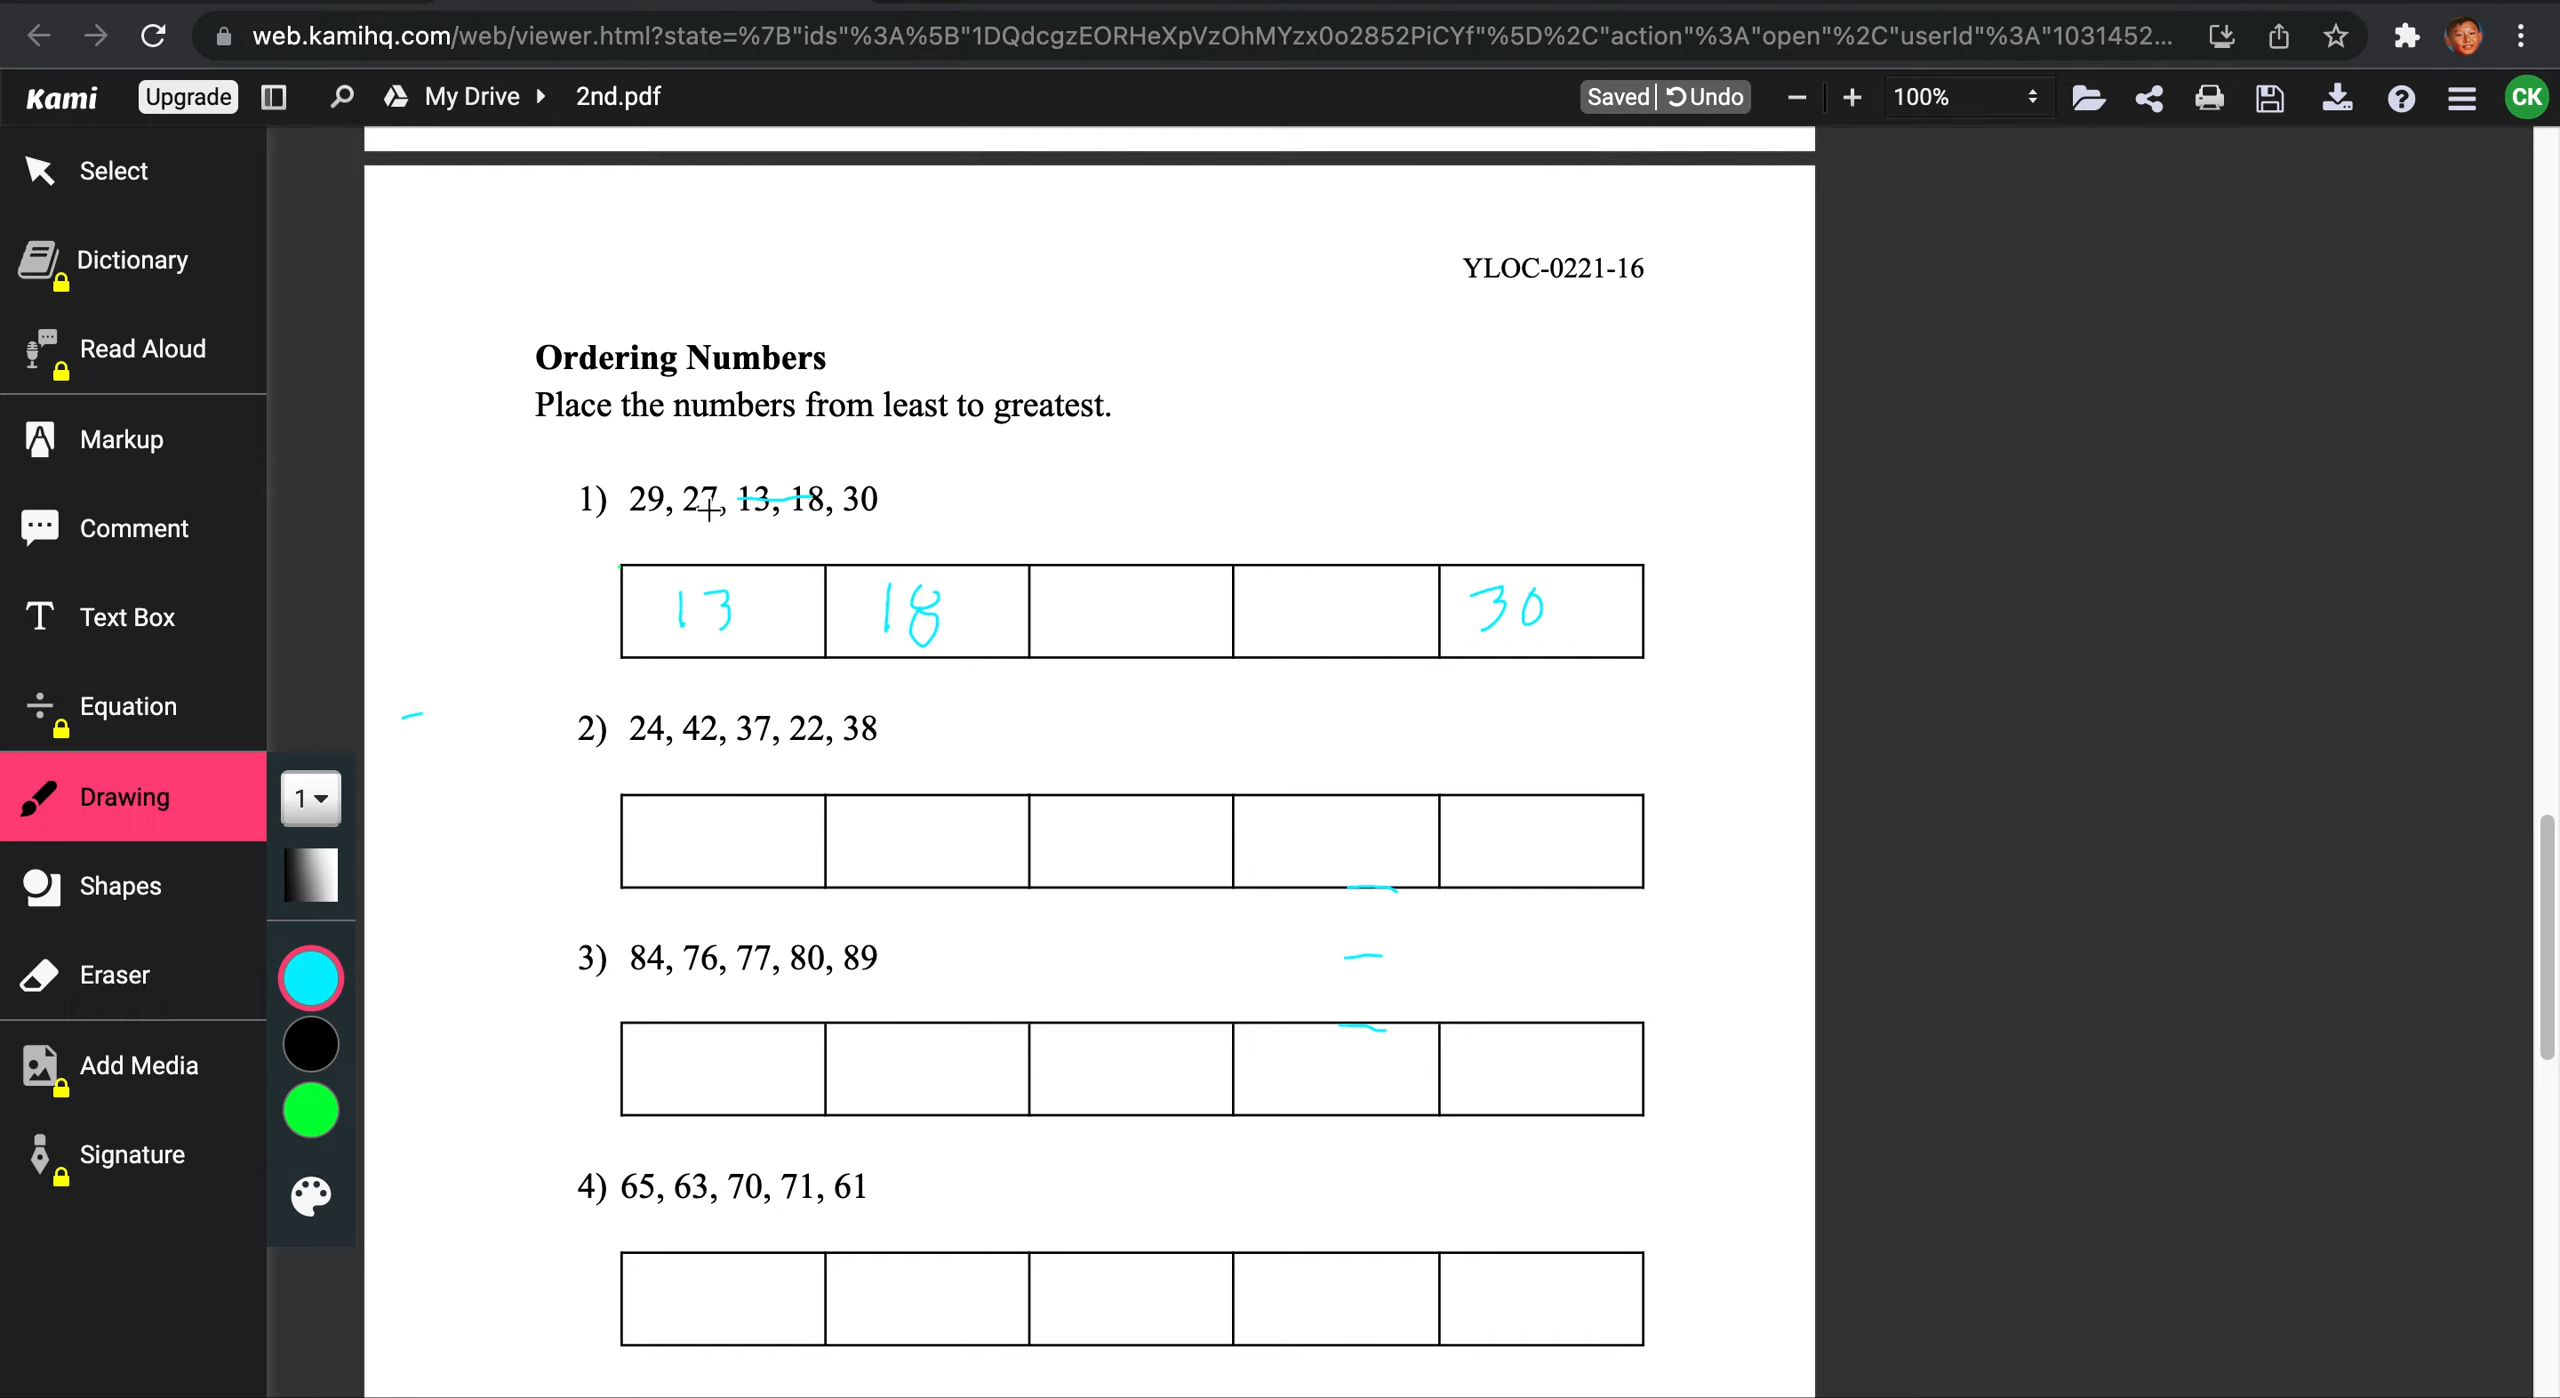 web.kamihq.com/web/viewer.html?state=%7B"ids"%3A%5B"1DQdcgzEORHeXpVzOhMYzx0o2852PiCYf"%5D%2C"action"%3A"open"%2C"userId"%3A"1031452...
Kami Upgrade My Drive 2nd.pdf Saved Undo 100% CK
Select
Dictionary
Read Aloud
Markup
Comment
Text Box
Equation
Drawing
1
Shapes
Eraser
Add Media
Signature
YLOC-0221-16
Ordering Numbers
Place the numbers from least to greatest.
1) 29, 27, 13, 18, 30
13 18 30
2) 24, 42, 37, 22, 38
3) 84, 76, 77, 80, 89
4) 65, 63, 70, 71, 61